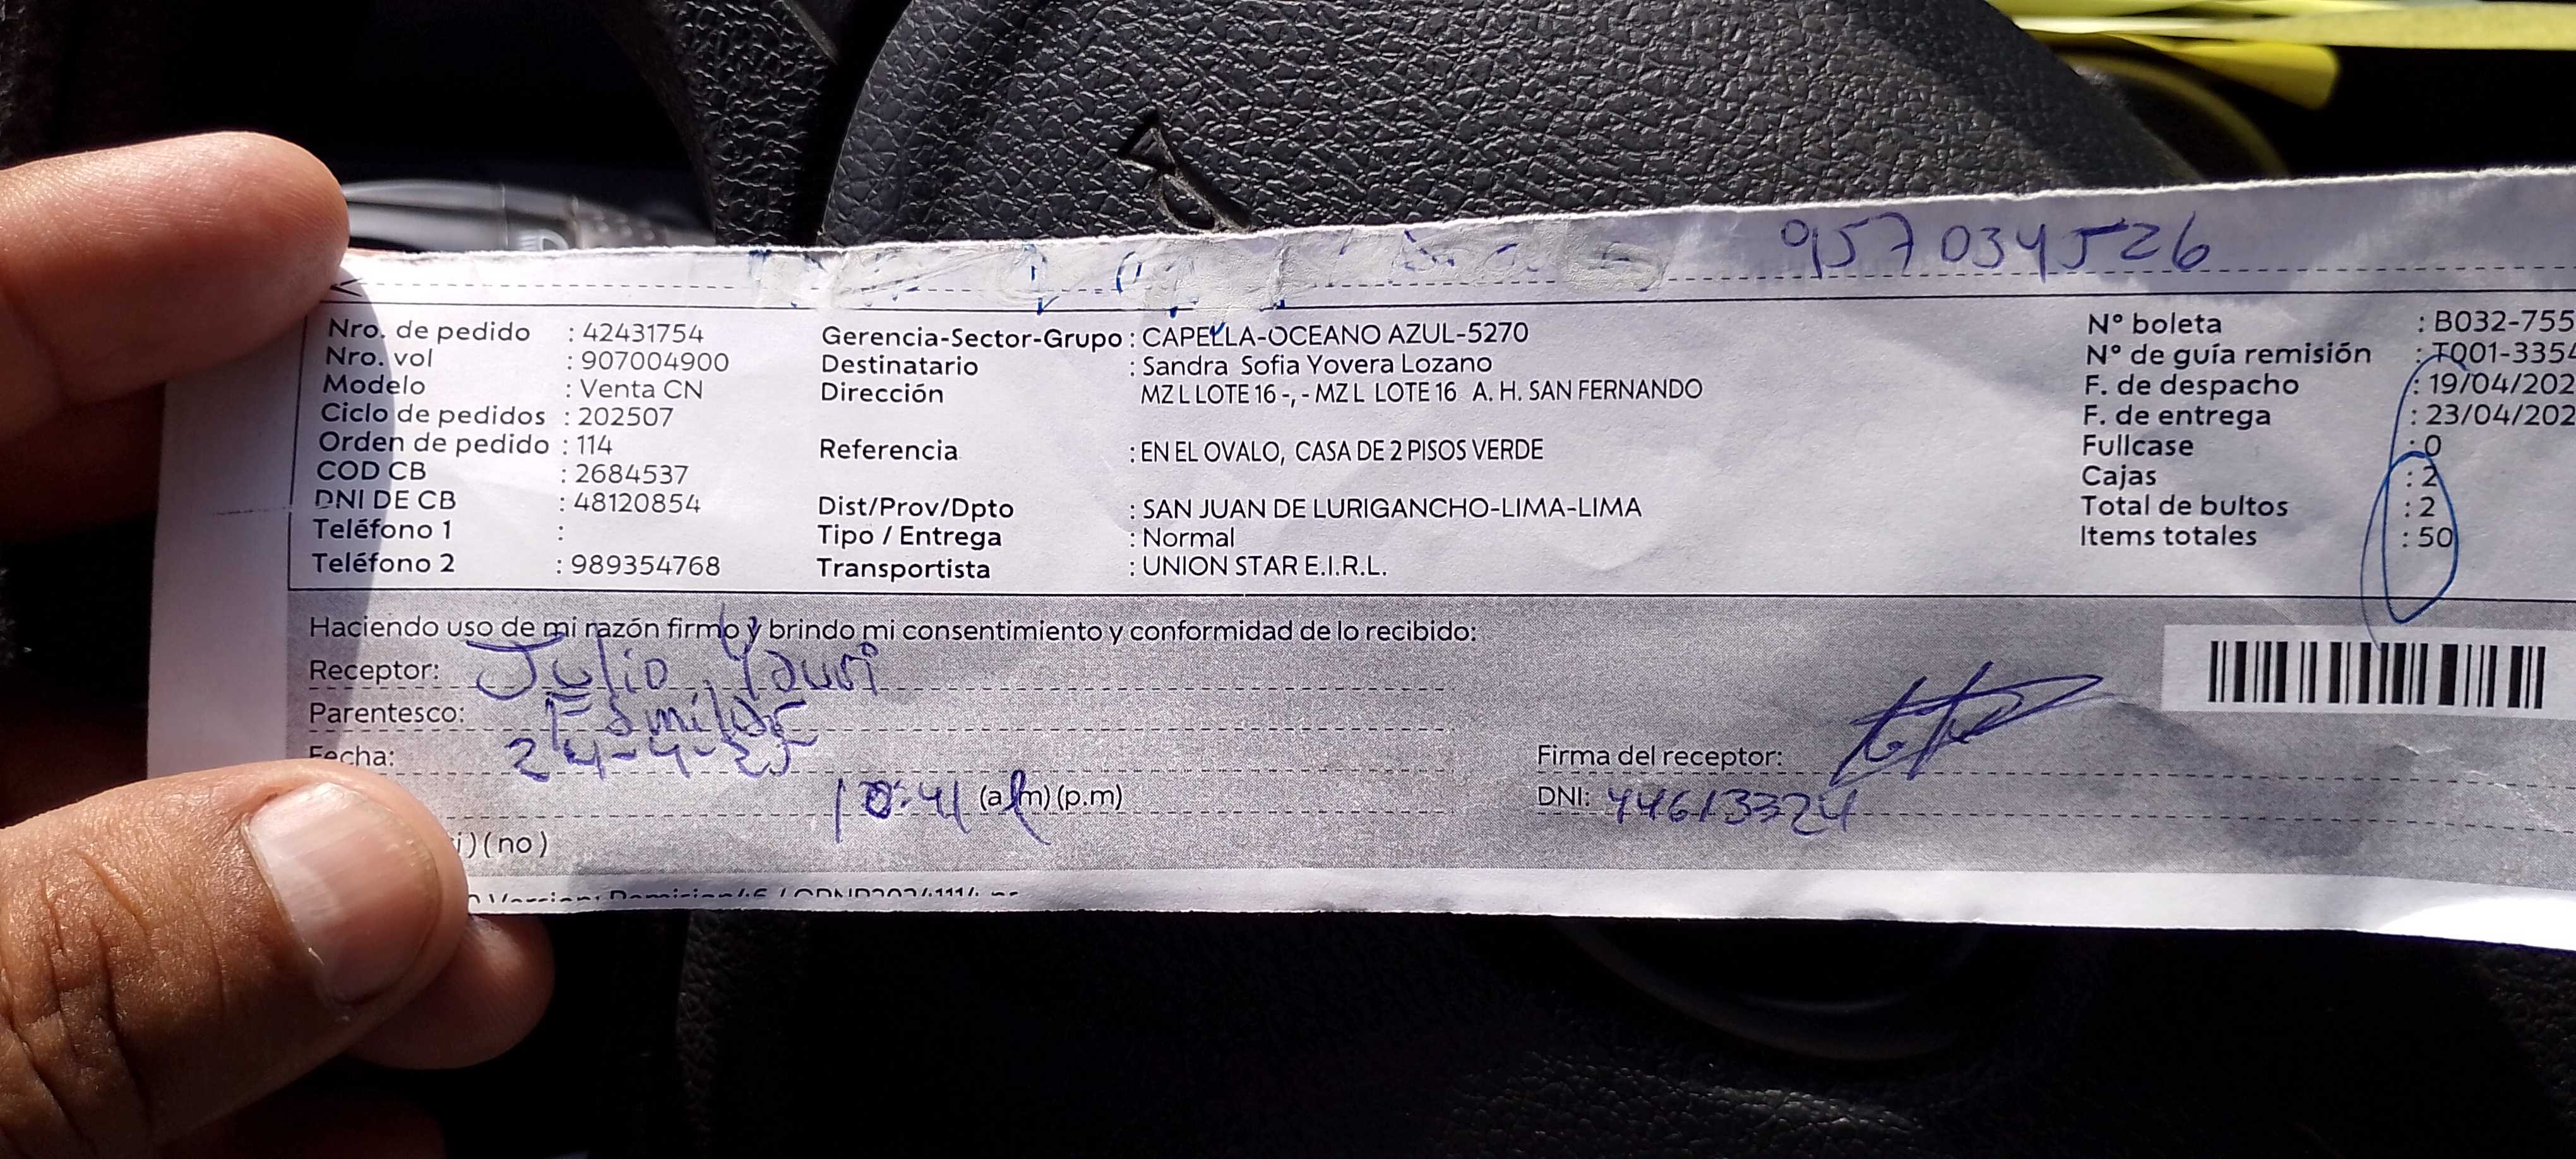 957034526
Nro. de pedido : 42431754
Nro. vol : 907004900
Modelo : Venta CN
Ciclo de pedidos : 202507
Orden de pedido : 114
COD CB : 2684537
DNI DE CB : 48120854
Teléfono 1 :
Teléfono 2 : 989354768
Gerencia-Sector-Grupo : CAPELLA-OCEANO AZUL-5270
Destinatario : Sandra Sofia Yovera Lozano
Dirección MZ L LOTE 16 -, - MZ L LOTE 16 A. H. SAN FERNANDO
Referencia : EN EL OVALO, CASA DE 2 PISOS VERDE
Dist/Prov/Dpto : SAN JUAN DE LURIGANCHO-LIMA-LIMA
Tipo / Entrega : Normal
Transportista : UNION STAR E.I.R.L.
N° boleta : B032-755
N° de guía remisión : T001-3354
F. de despacho : 19/04/202
F. de entrega : 23/04/202
Fullcase : 0
Cajas : 2
Total de bultos : 2
Items totales : 50
Haciendo uso de mi razón firmo y brindo mi consentimiento y conformidad de lo recibido:
Receptor: Julio Yauri
Parentesco: Familiar
Fecha: 24-4-25
10:41 (a.m) (p.m)
Firma del receptor:
DNI: 44613324
i) (no)